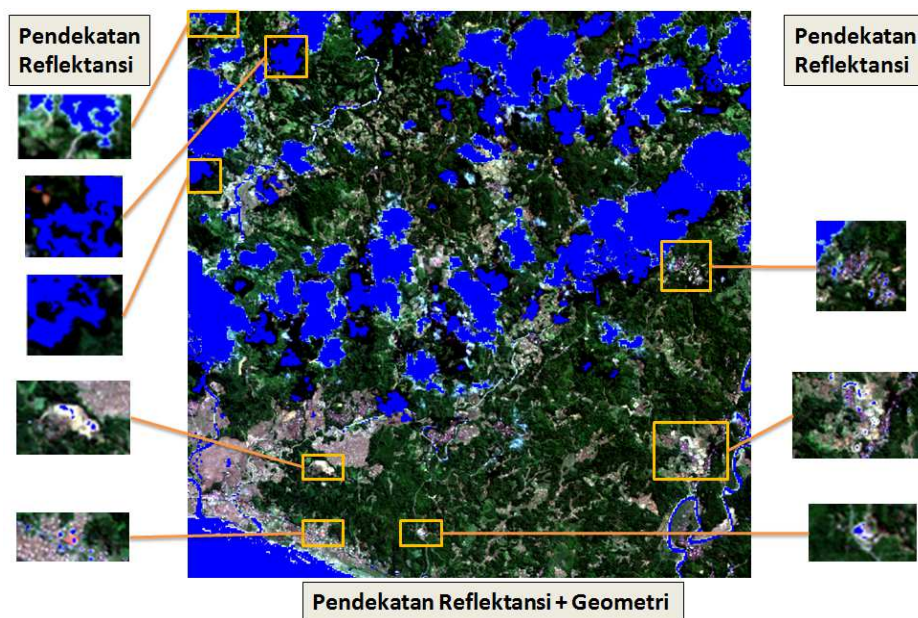 Pendekatan
Reflektansi
Pendekatan
Reflektansi
Pendekatan Reflektansi + Geometri